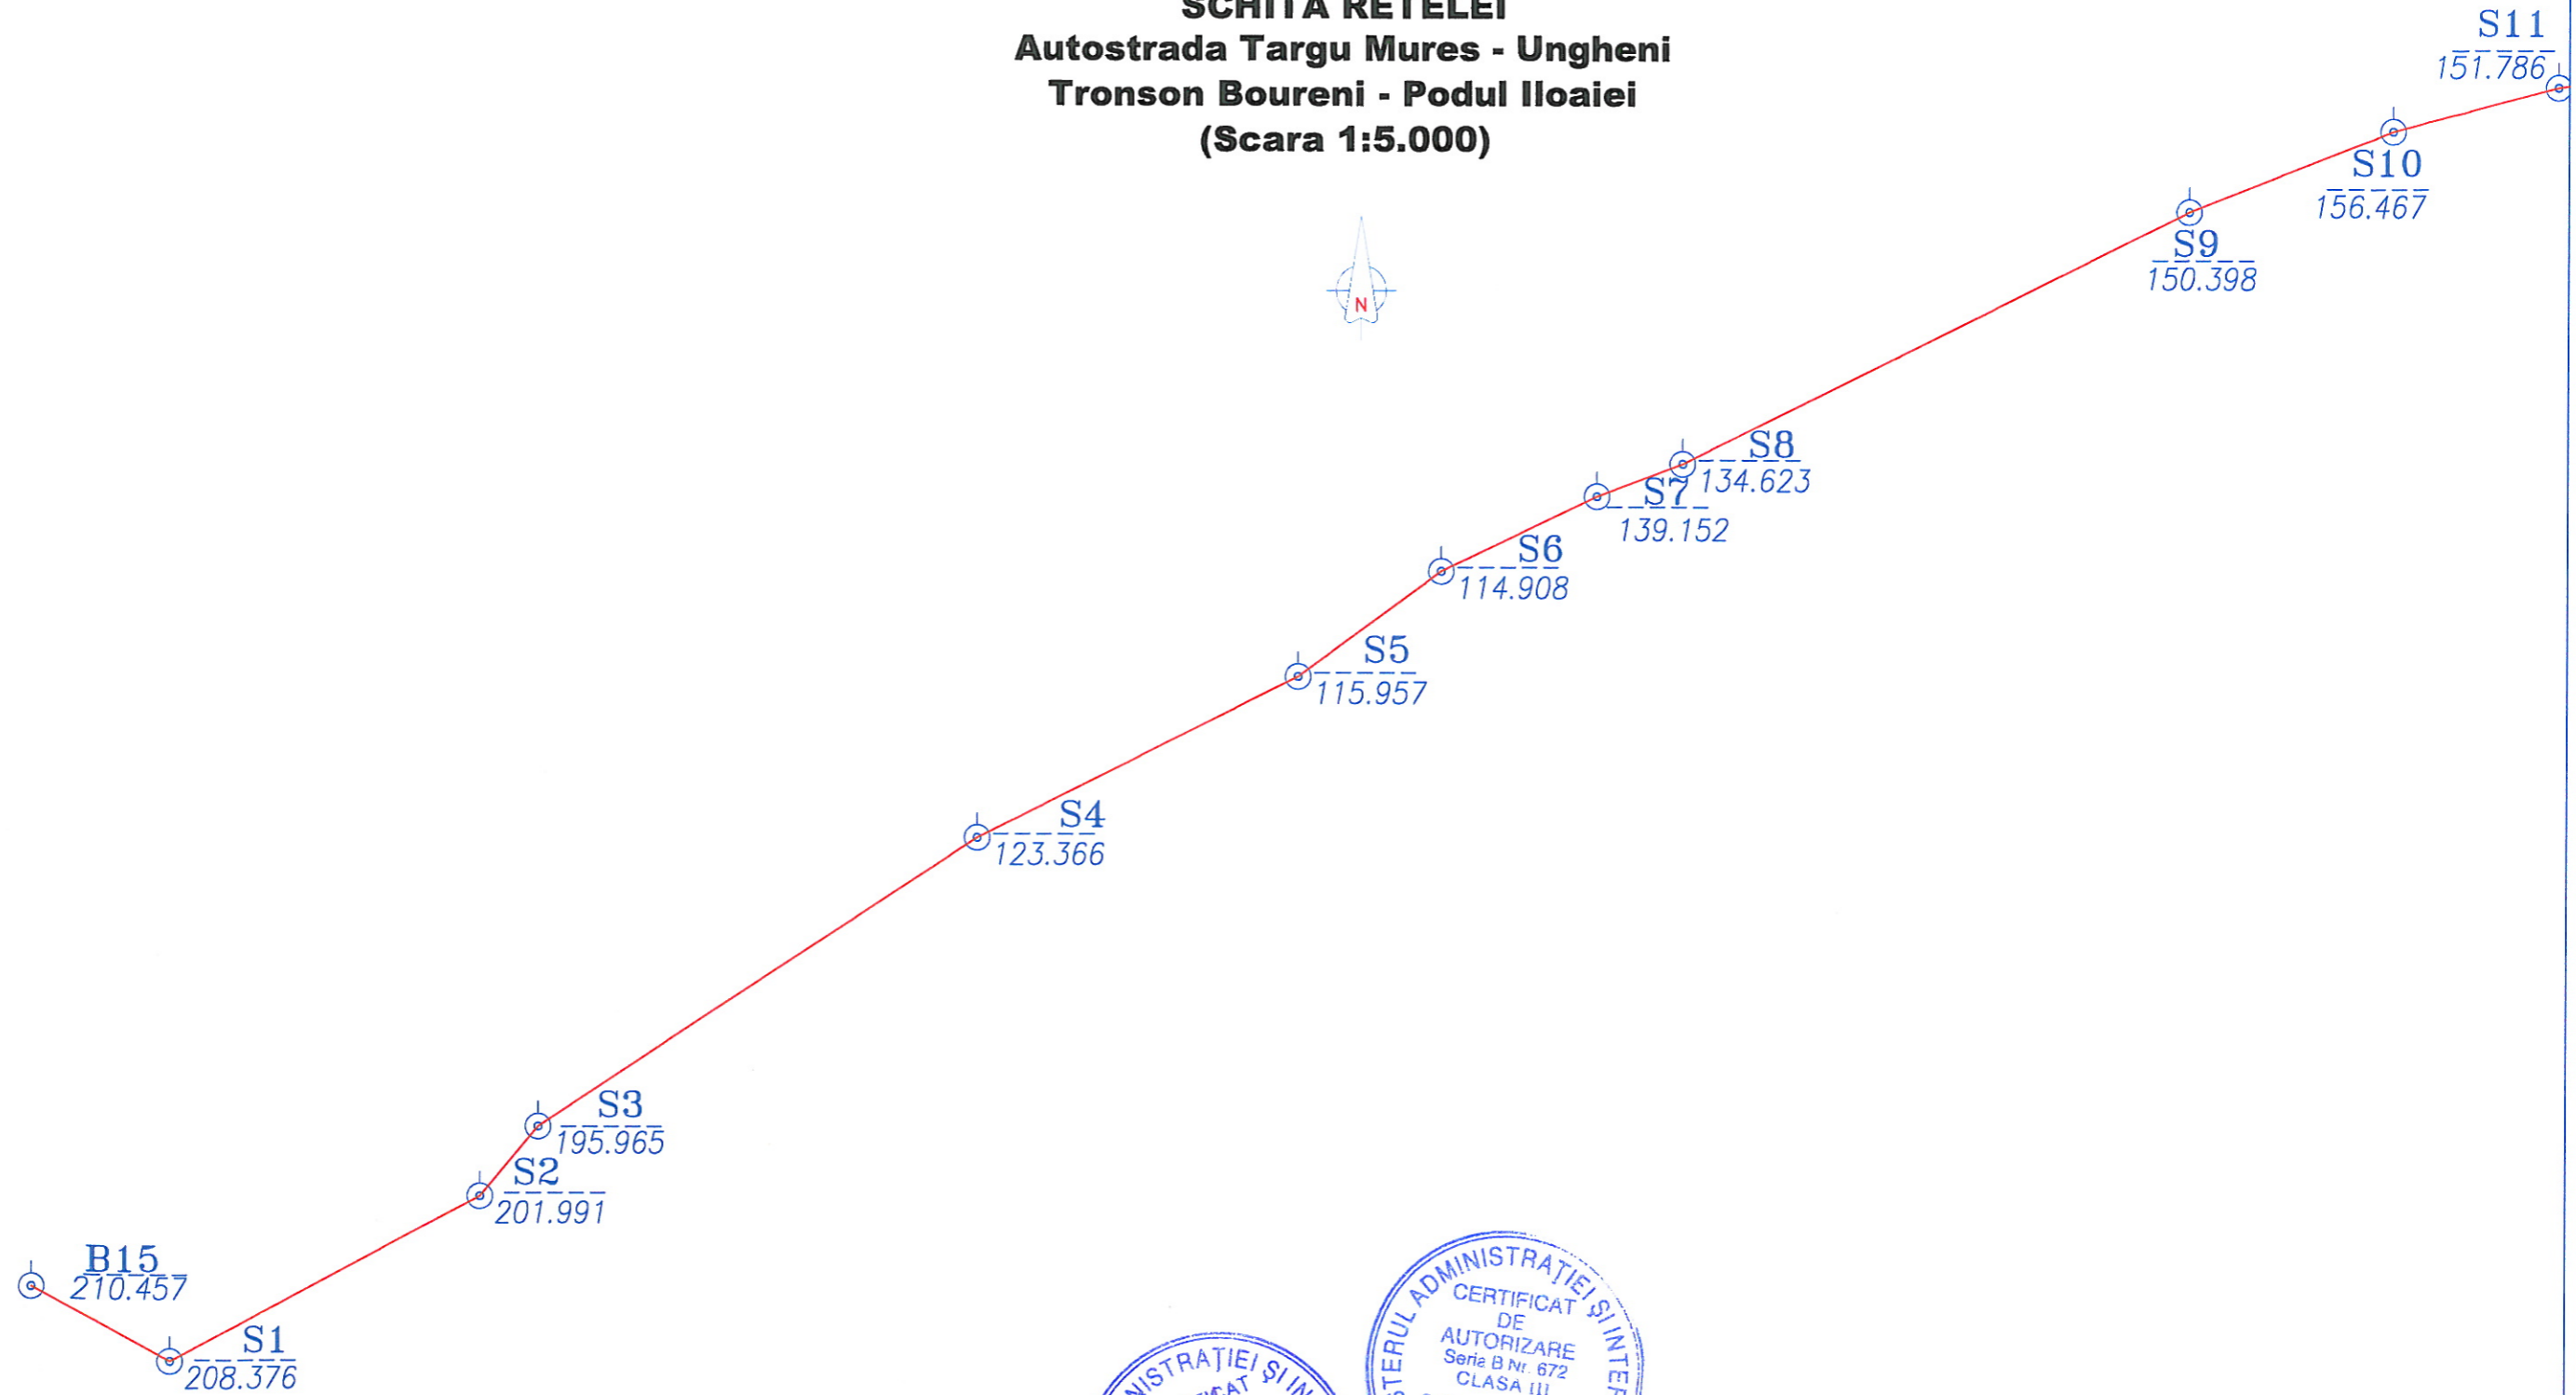 SCHITA RETELEI
Autostrada Targu Mures - Ungheni
Tronson Boureni - Podul Iloaiei
(Scara 1:5.000)
N
S11
151.786
S10
156.467
S9
150.398
S8
134.623
S7
139.152
S6
114.908
S5
115.957
S4
123.366
S3
195.965
S2
201.991
B15
210.457
S1
208.376
ADMINISTRAŢIEI ŞI
CERTIFICAT
DE
AUTORIZARE
Seria B Nr. 672
CLASA III